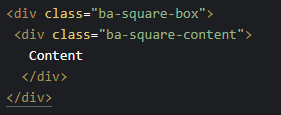 <div class="ba-square-box">
<div class="ba-square-content">
Content
</div>
</div>